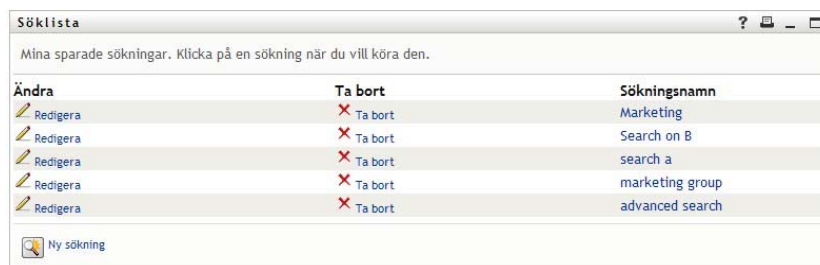 Söklista ?
Mina sparade sökningar. Klicka på en sökning när du vill köra den.
Ändra Ta bort Sökningsnamn
Redigera Ta bort Marketing
Redigera Ta bort Search on B
Redigera Ta bort search a
Redigera Ta bort marketing group
Redigera Ta bort advanced search
Ny sökning